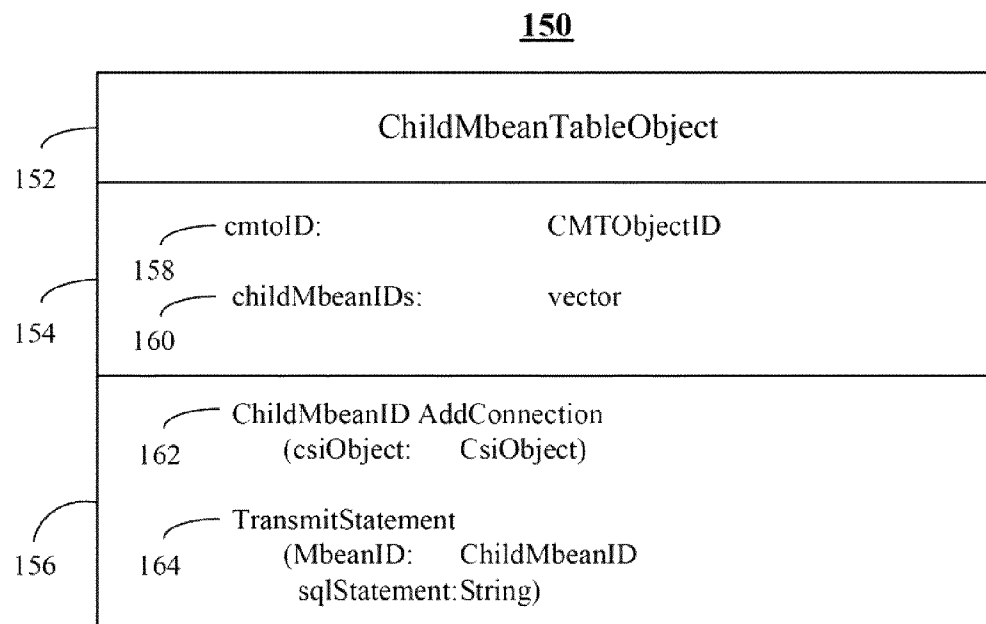 150
ChildMbeanTableObject
152
cmtoID: CMTObjectID
158
childMbeanIDs: vector
154
160
ChildMbeanID AddConnection
(csiObject: CsiObject)
162
TransmitStatement
156
164
(MbeanID: ChildMbeanID
sqlStatement:String)